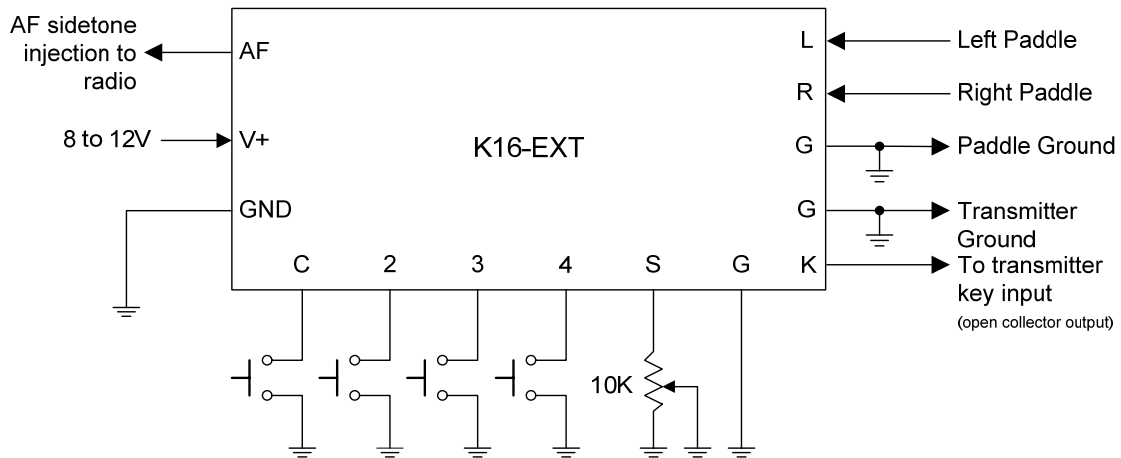 AF sidetone
injection to
radio
AF
L
Left Paddle
R
Right Paddle
8 to 12V
V+
K16-EXT
G
Paddle Ground
GND
G
Transmitter
Ground
C
2
3
4
S
G
K
To transmitter
key input
(open collector output)
10K